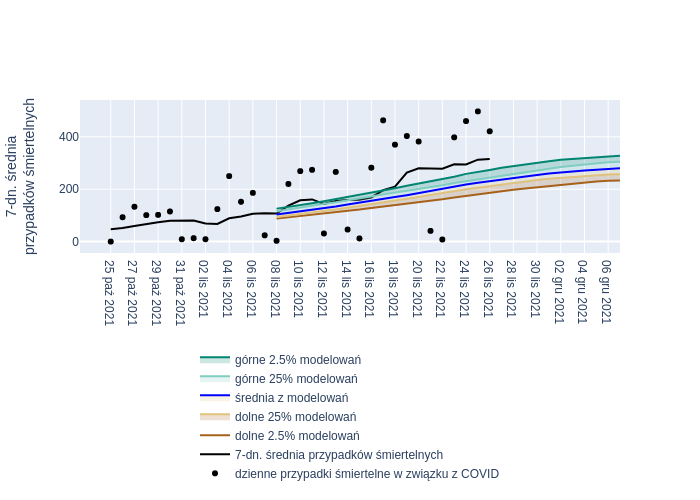 7-dn. średnia
przypadków śmiertelnych
400
200
0
25 paź 2021
27 paź 2021
29 paź 2021
31 paź 2021
02 lis 2021
04 lis 2021
06 lis 2021
08 lis 2021
10 lis 2021
12 lis 2021
14 lis 2021
16 lis 2021
18 lis 2021
20 lis 2021
22 lis 2021
24 lis 2021
26 lis 2021
28 lis 2021
30 lis 2021
02 gru 2021
04 gru 2021
06 gru 2021
górne 2.5% modelowań
górne 25% modelowań
średnia z modelowań
dolne 25% modelowań
dolne 2.5% modelowań
7-dn. średnia przypadków śmiertelnych
dzienne przypadki śmiertelne w związku z COVID